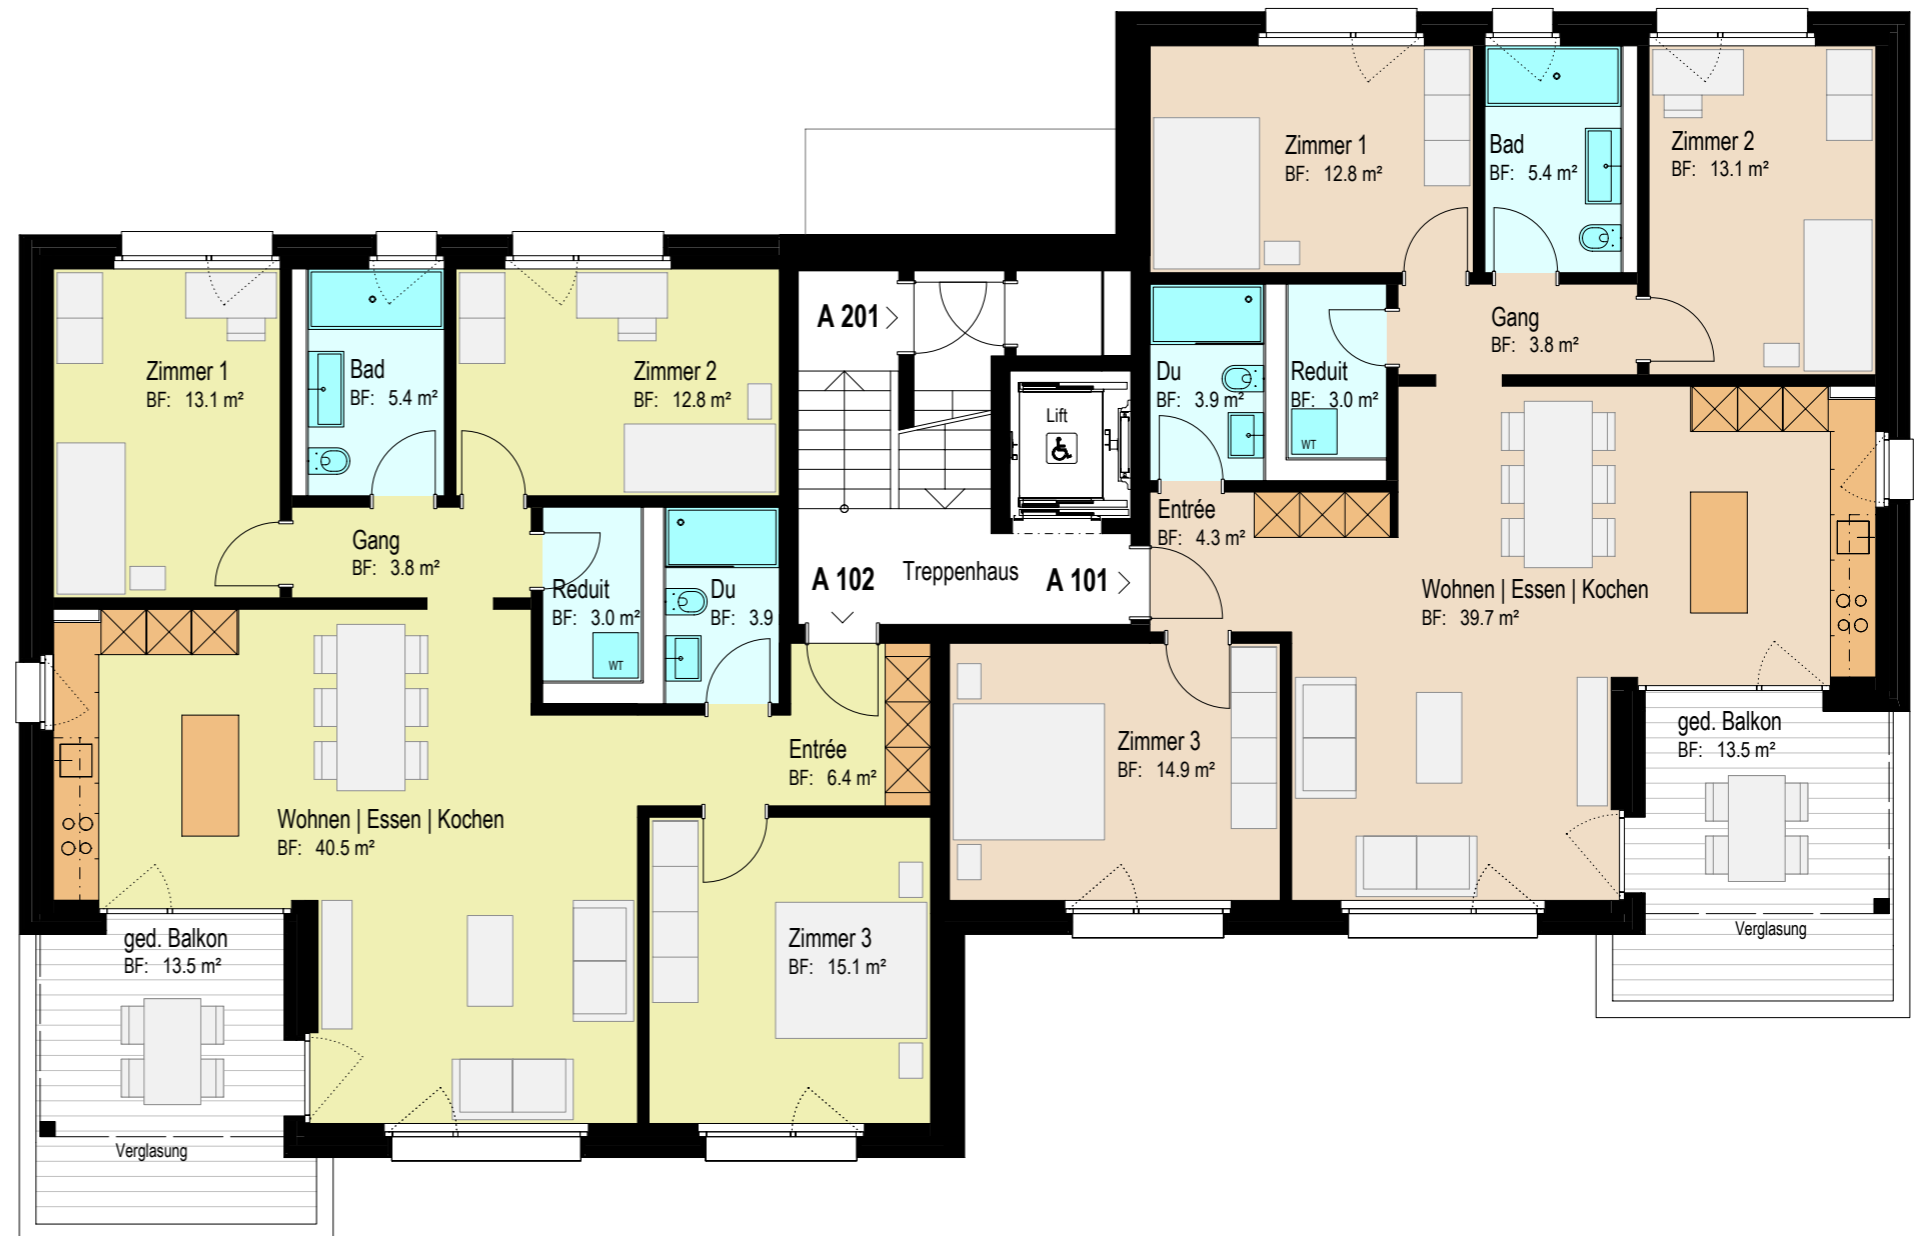 Zimmer 1
BF: 12.8 m²
Bad
BF: 5.4 m²
Zimmer 2
BF: 13.1 m²
Zimmer 1
BF: 13.1 m²
Bad
BF: 5.4 m²
Zimmer 2
BF: 12.8 m²
A 201
Lift
Du
BF: 3.9 m²
Reduit
BF: 3.0 m²
WT
Gang
BF: 3.8 m²
Entrée
BF: 4.3 m²
Gang
BF: 3.8 m²
Reduit
BF: 3.0 m²
WT
Du
BF: 3.9
A 102
Treppenhaus
A 101
Wohnen | Essen | Kochen
BF: 39.7 m²
Entrée
BF: 6.4 m²
Zimmer 3
BF: 14.9 m²
ged. Balkon
BF: 13.5 m²
Verglasung
Wohnen | Essen | Kochen
BF: 40.5 m²
ged. Balkon
BF: 13.5 m²
Verglasung
Zimmer 3
BF: 15.1 m²